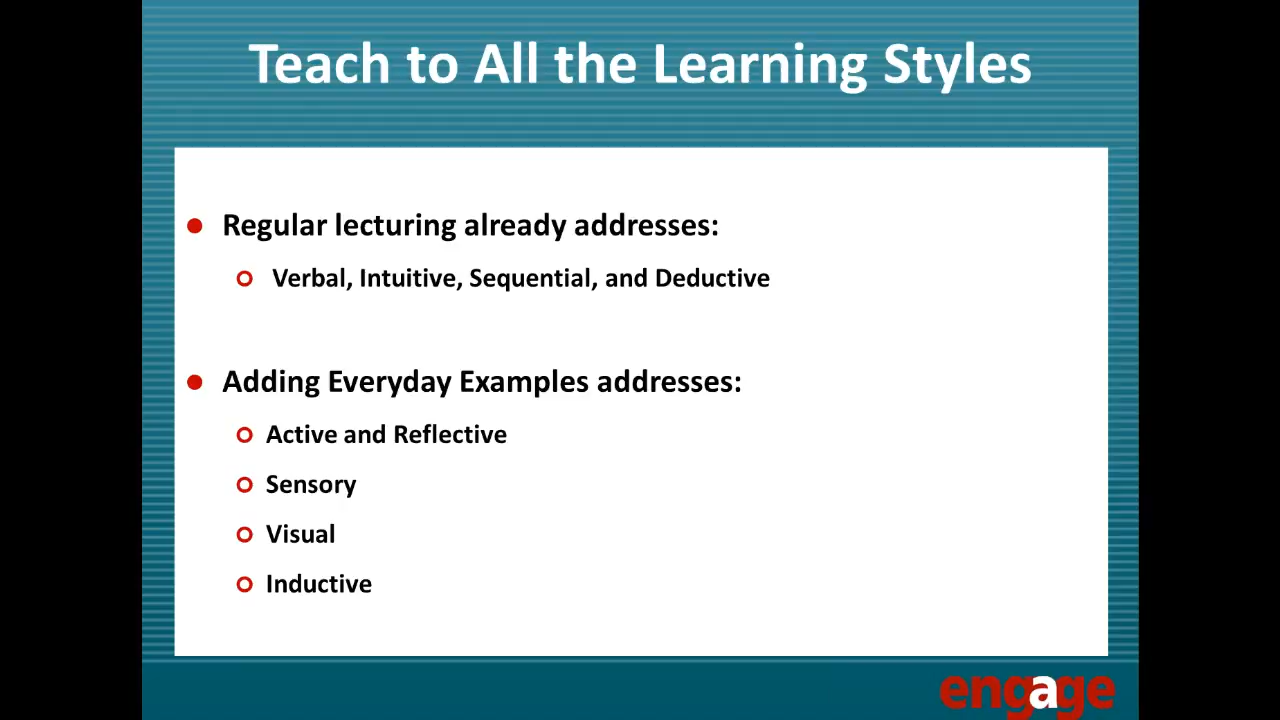 Teach to All the Learning Styles
Regular lecturing already addresses:
Verbal, Intuitive, Sequential, and Deductive
Adding Everyday Examples addresses:
Active and Reflective
Sensory
Visual
Inductive
engage